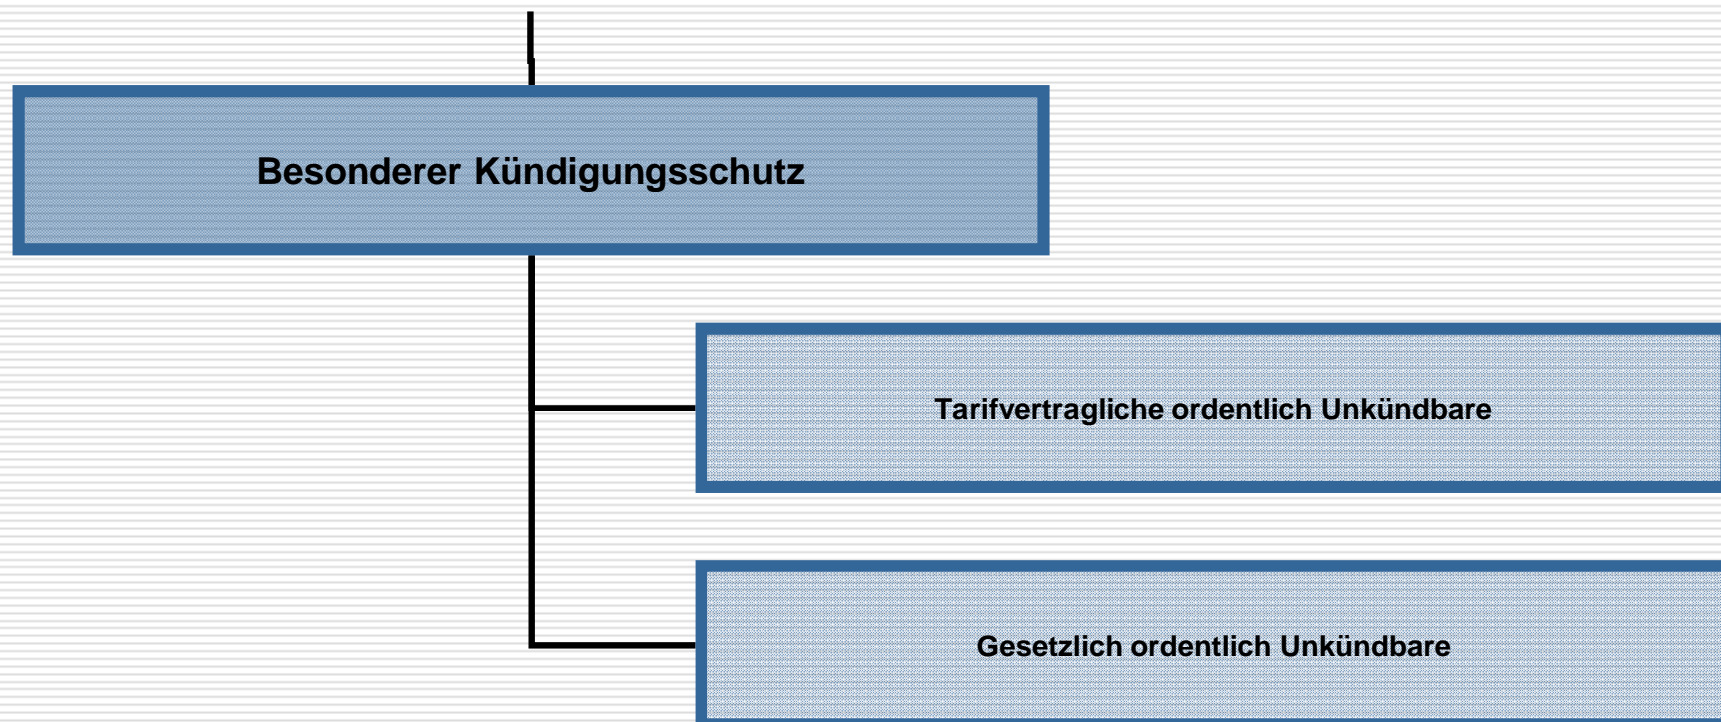 Besonderer Kündigungsschutz
Tarifvertragliche ordentlich Unkündbare
Gesetzlich ordentlich Unkündbare